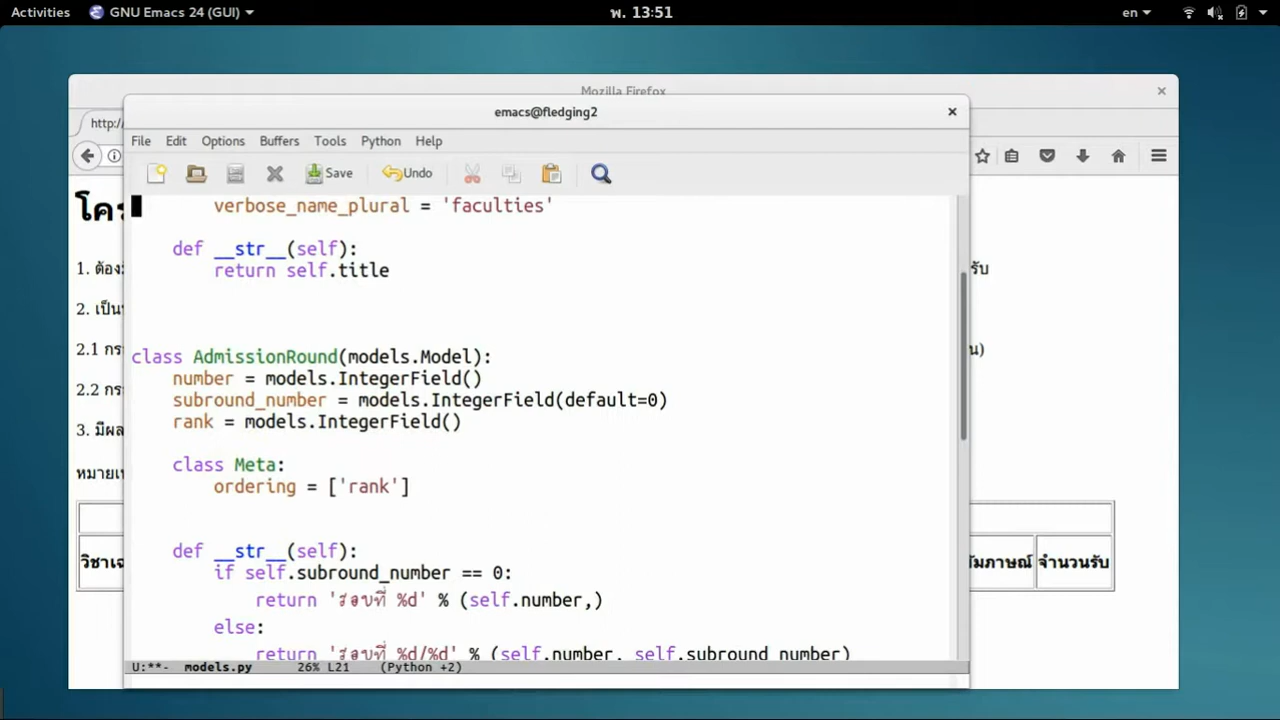 Activities GNU Emacs 24 (GUI) พ. 13:51 en
Mozilla Firefox
http:/
emacs@fledging2
File Edit Options Buffers Tools Python Help
Save Undo
verbose_name_plural = 'faculties'
def __str__(self):
return self.title
class AdmissionRound(models.Model):
number = models.IntegerField()
subround_number = models.IntegerField(default=0)
rank = models.IntegerField()
class Meta:
ordering = ['rank']
def __str__(self):
if self.subround_number == 0:
return 'รอบที่ %d' % (self.number,)
else:
return 'รอบที่ %d/%d' % (self.number, self.subround_number)
U:**- models.py 26% L21 (Python +2)
โคร
1. ต้อง
รับ
2. เป็น
2.1 กร
น)
2.2 กร
3. มีผล
หมายเห
วิชาเฉ
ัมภาษณ์ จำนวนรับ